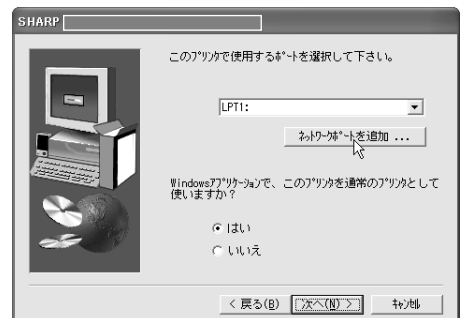 SHARP
このプリンタで使用するポートを選択して下さい。
LPT1:
ネットワークポートを追加 ...
Windowsアプリケーションで、このプリンタを通常のプリンタとして
使いますか？
はい
いいえ
< 戻る(B)
次へ(N) >
キャンセル